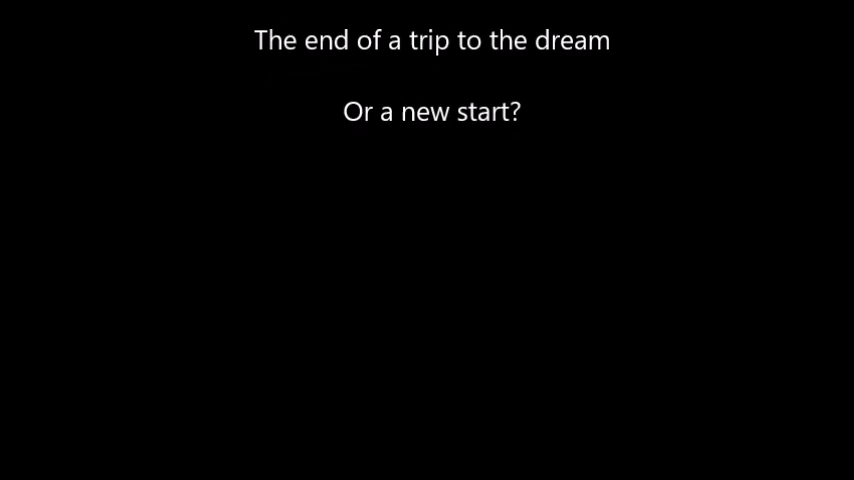 The end of a trip to the dream
Or a new start?